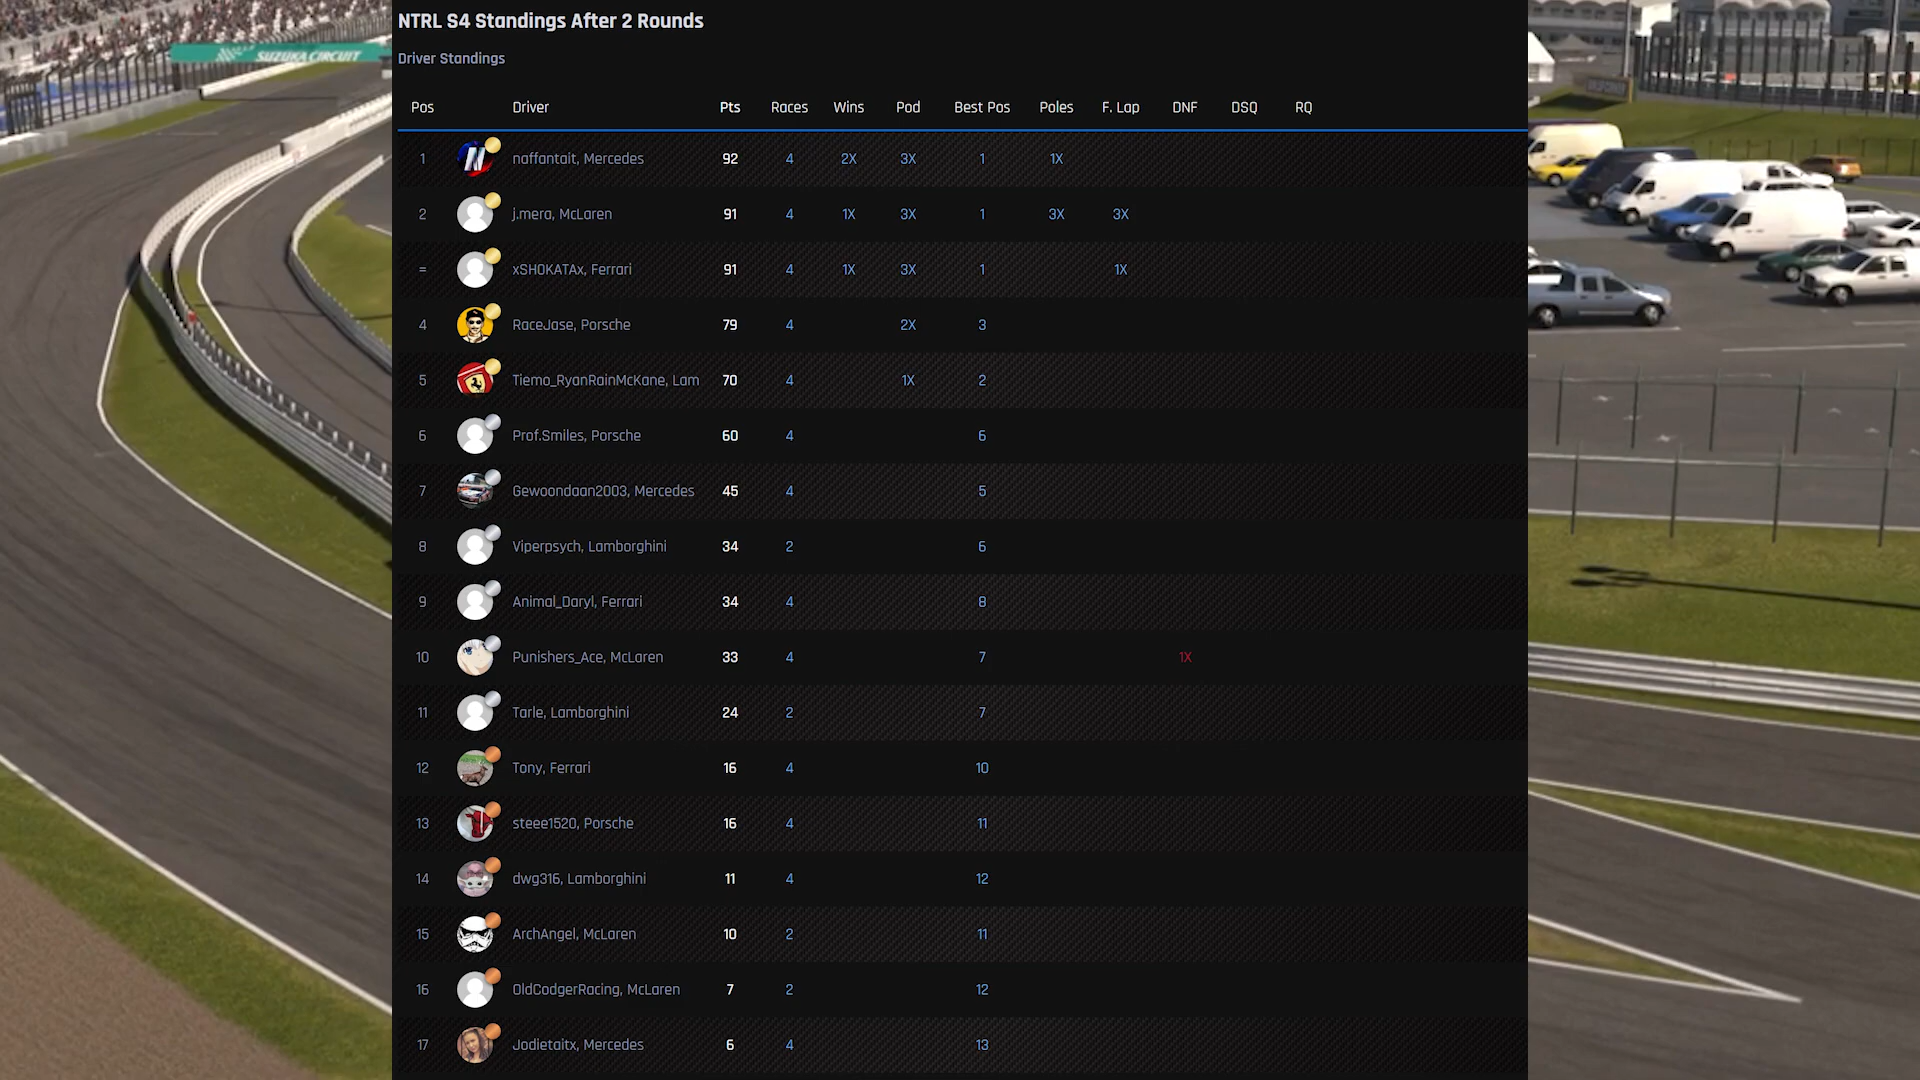 NTRL S4 Standings After 2 Rounds
SUZUKA CIRCUIT
Driver Standings
Pos Driver Pts Races Wins Pod Best Pos Poles F. Lap DNF DSQ RQ
1 naffantait, Mercedes 92 4 2X 3X 1 1X
2 j.mera, McLaren 91 4 1X 3X 1 3X 3X
= xSHOKATAx, Ferrari 91 4 1X 3X 1 1X
4 RaceJase, Porsche 79 4 2X 3
5 Tiemo_RyanRainMcKane, Lam 70 4 1X 2
6 Prof.Smiles, Porsche 60 4 6
7 Gewoondaan2003, Mercedes 45 4 5
8 Viperpsych, Lamborghini 34 2 6
9 Animal_Daryl, Ferrari 34 4 8
10 Punishers_Ace, McLaren 33 4 7 1X
11 Tarle, Lamborghini 24 2 7
12 Tony, Ferrari 16 4 10
13 steee1520, Porsche 16 4 11
14 dwg316, Lamborghini 11 4 12
15 ArchAngel, McLaren 10 2 11
16 OldCodgerRacing, McLaren 7 2 12
17 Jodietaitx, Mercedes 6 4 13